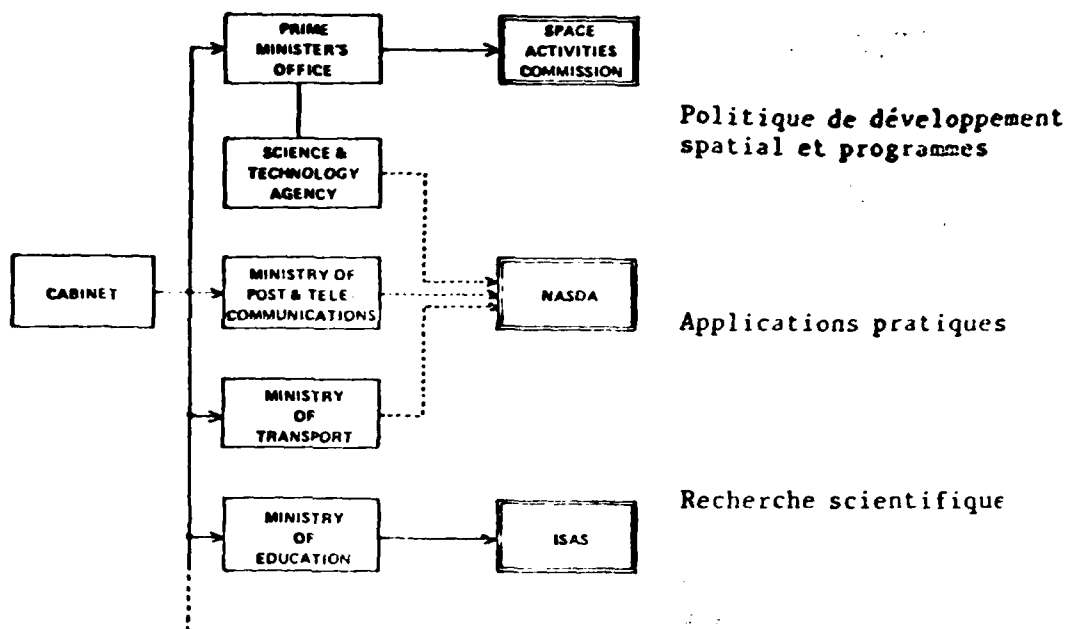 PRIME
MINISTER'S
OFFICE
SPACE
ACTIVITIES
COMMISSION
Politique de développement
spatial et programmes
SCIENCE &
TECHNOLOGY
AGENCY
CABINET
MINISTRY OF
POST & TELE
COMMUNICATIONS
NASDA
Applications pratiques
MINISTRY
OF
TRANSPORT
Recherche scientifique
MINISTRY
OF
EDUCATION
ISAS